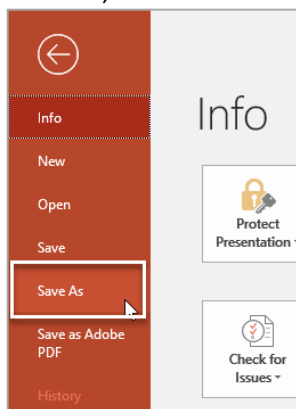 Info
Info
New
Open
Protect
Presentation
Save
Save As
Save as Adobe
PDF
Check for
Issues
History